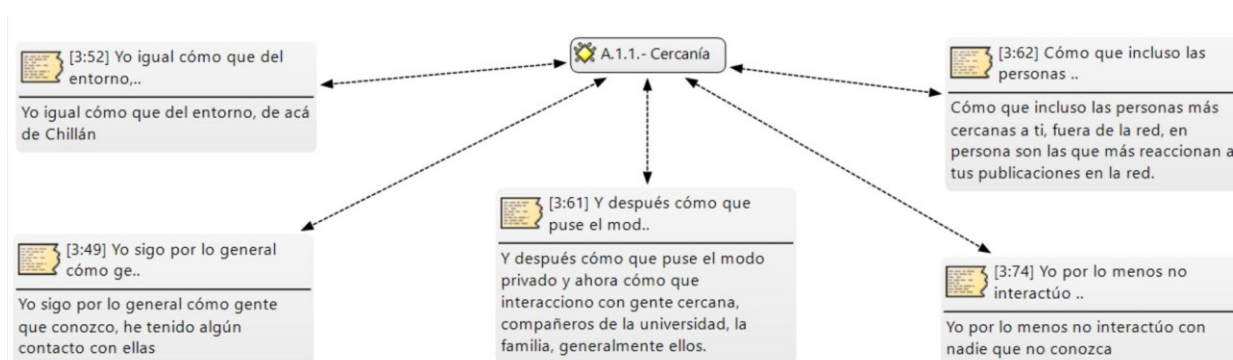 A.1.1.- Cercanía
[3:52] Yo igual cómo que del
entorno,..
Yo igual cómo que del entorno, de acá
de Chillán
[3:62] Cómo que incluso las
personas ..
Cómo que incluso las personas más
cercanas a ti, fuera de la red, en
persona son las que más reaccionan a
tus publicaciones en la red.
[3:49] Yo sigo por lo general
cómo ge..
Yo sigo por lo general cómo gente
que conozco, he tenido algún
contacto con ellas
[3:61] Y después cómo que
puse el mod..
Y después cómo que puse el modo
privado y ahora cómo que
interacciono con gente cercana,
compañeros de la universidad, la
familia, generalmente ellos.
[3:74] Yo por lo menos no
interactúo ..
Yo por lo menos no interactúo con
nadie que no conozca